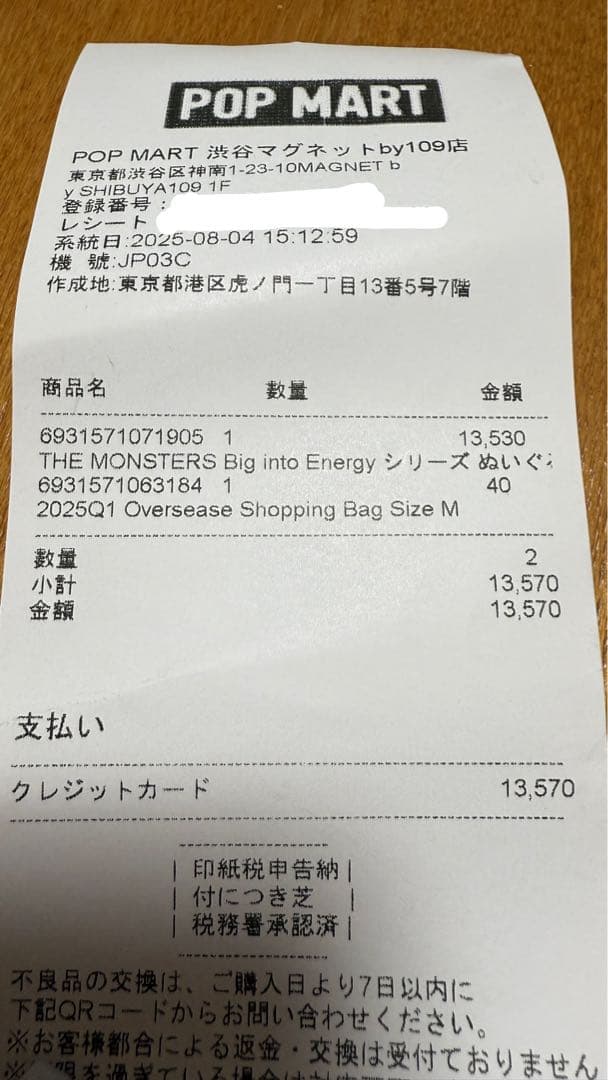 POP MART
POP MART 渋谷マグネットby109店
東京都渋谷区神南1-23-10MAGNET b
y SHIBUYA109 1F
登録番号:
レシート
系統日:2025-08-04 15:12:59
機 號:JP03C
作成地:東京都港区虎ノ門一丁目13番5号7階
商品名 数量 金額
6931571071905 1 13,530
THE MONSTERS Big into Energy シリーズ ぬいぐ
6931571063184 1 40
2025Q1 Oversease Shopping Bag Size M
數量 2
小計 13,570
金額 13,570
支払い
クレジットカード 13,570
印紙税申告納
付につき芝
税務署承認済
不良品の交換は、ご購入日より7日以内に
下記QRコードからお問い合わせください。
※お客様都合による返金・交換は受付ておりません
を過ぎている場合は